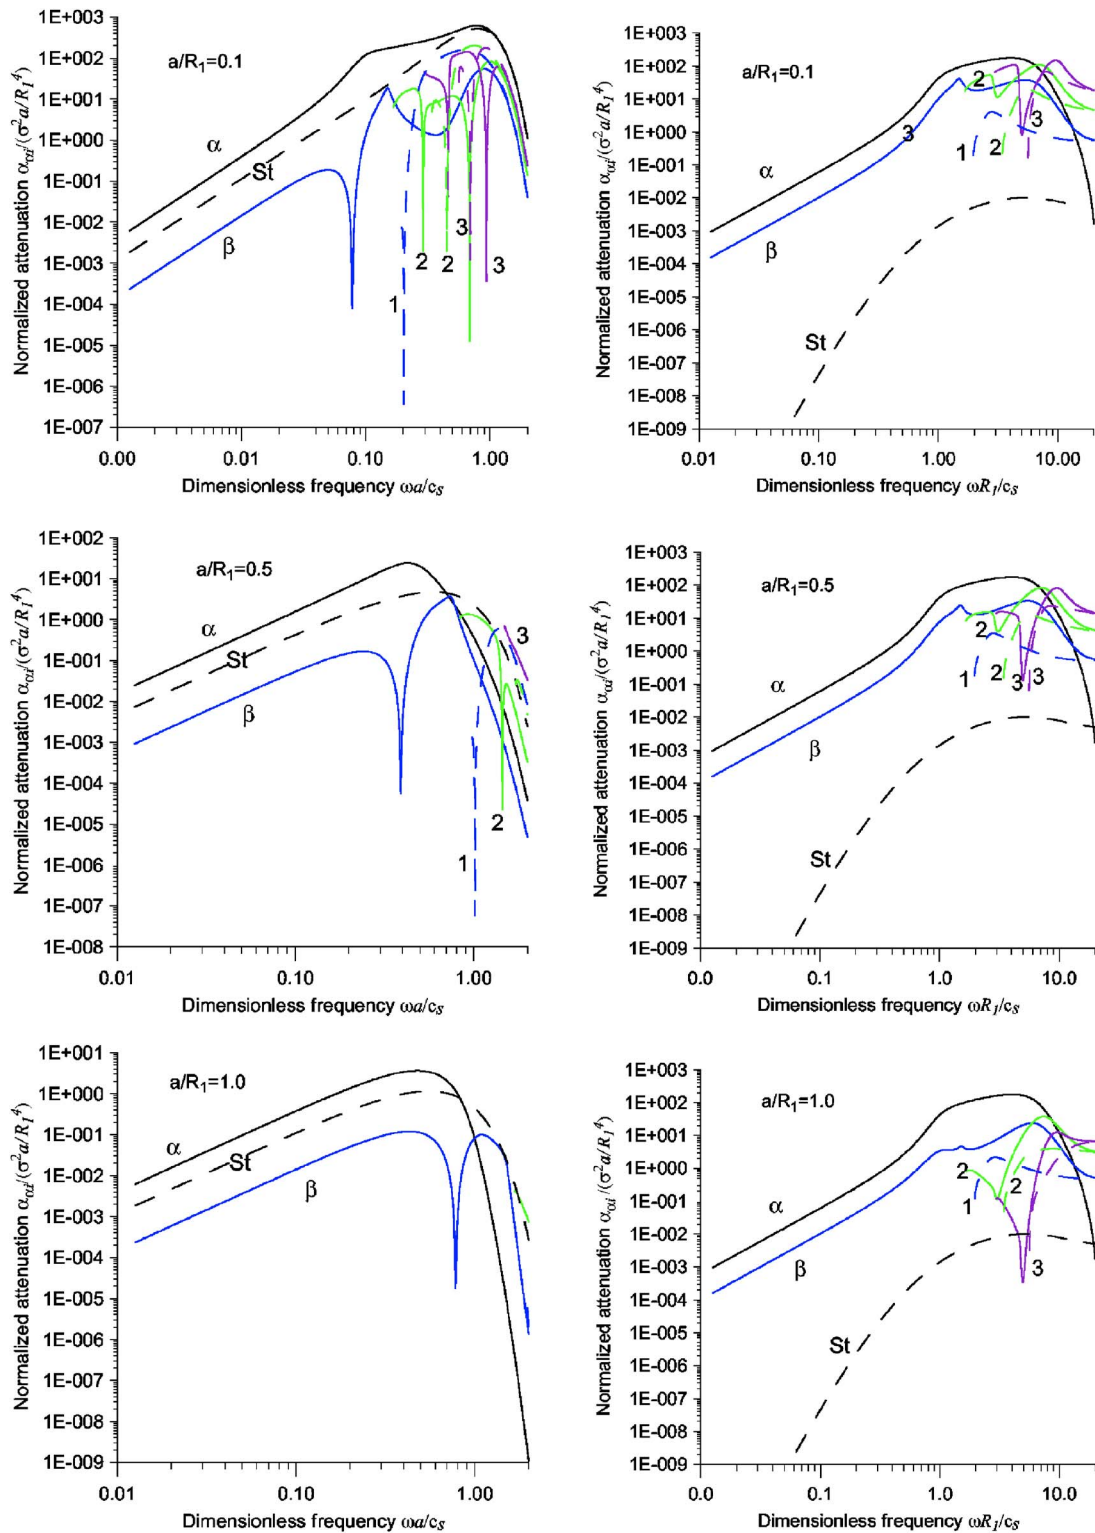 1E+003
1E+002
1E+001
1E+000
1E-001
1E-002
1E-003
1E-004
1E-005
1E-006
1E-007
Normalized attenuation α_αi/(σ²a/R₁⁴)
a/R₁=0.1
α
St
β
1
2
2
3
3
0.00
0.01
0.10
1.00
Dimensionless frequency ωa/c_S
1E+003
1E+002
1E+001
1E+000
1E-001
1E-002
1E-003
1E-004
1E-005
1E-006
1E-007
1E-008
1E-009
Normalized attenuation α_αi/(σ²a/R₁⁴)
a/R₁=0.1
α
β
St
3
2
1
2
3
0.01
0.10
1.00
10.00
Dimensionless frequency ωR₁/c_S
1E+002
1E+001
1E+000
1E-001
1E-002
1E-003
1E-004
1E-005
1E-006
1E-007
1E-008
Normalized attenuation α_αi/(σ²a/R₁⁴)
a/R₁=0.5
α
St
β
1
2
3
0.01
0.10
1.00
Dimensionless frequency ωa/c_S
1E+003
1E+002
1E+001
1E+000
1E-001
1E-002
1E-003
1E-004
1E-005
1E-006
1E-007
1E-008
1E-009
Normalized attenuation α_αi/(σ²a/R₁⁴)
a/R₁=0.5
α
β
St
2
1
2
3
3
0.0
0.1
1.0
10.0
Dimensionless frequency ωR₁/c_S
1E+001
1E+000
1E-001
1E-002
1E-003
1E-004
1E-005
1E-006
1E-007
1E-008
1E-009
Normalized attenuation α_αi/(σ²a/R₁⁴)
a/R₁=1.0
α
St
β
0.01
0.10
1.00
Dimensionless frequency ωa/c_S
1E+003
1E+002
1E+001
1E+000
1E-001
1E-002
1E-003
1E-004
1E-005
1E-006
1E-007
1E-008
1E-009
Normalized attenuation α_αi/(σ²a/R₁⁴)
a/R₁=1.0
α
β
St
2
1
2
3
0.0
0.1
1.0
10.0
Dimensionless frequency ωR₁/c_S